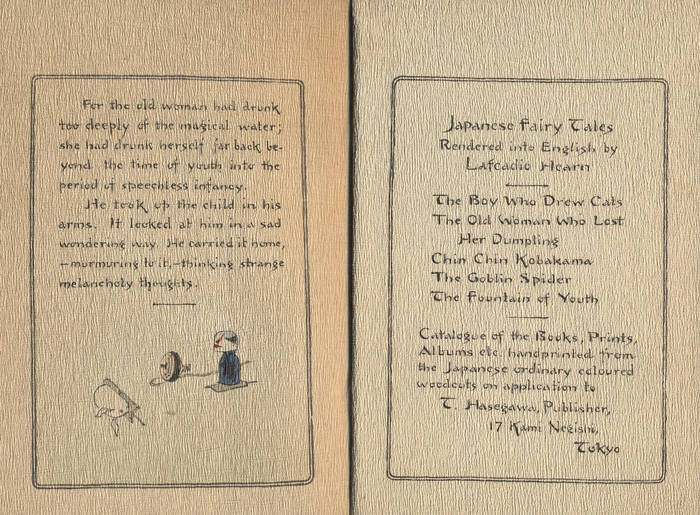 For the old woman had drunk
too deeply of the magical water;
she had drunk herself far back be-
yond the time of youth into the
period of speechless infancy.
He took up the child in his
arms. It looked at him in a sad
wondering way. He carried it home,
—murmuring to it,—thinking strange
melancholy thoughts.
Japanese Fairy Tales
Rendered into English by
Lafcadio Hearn
The Boy Who Drew Cats
The Old Woman Who Lost
Her Dumpling
Chin Chin Kobakama
The Goblin Spider
The Fountain of Youth
Catalogue of the Books, Prints,
Albums etc. handprinted from
the Japanese ordinary coloured
woodcuts on application to
T. Hasegawa, Publisher,
17 Kami Negishi,
Tokyo